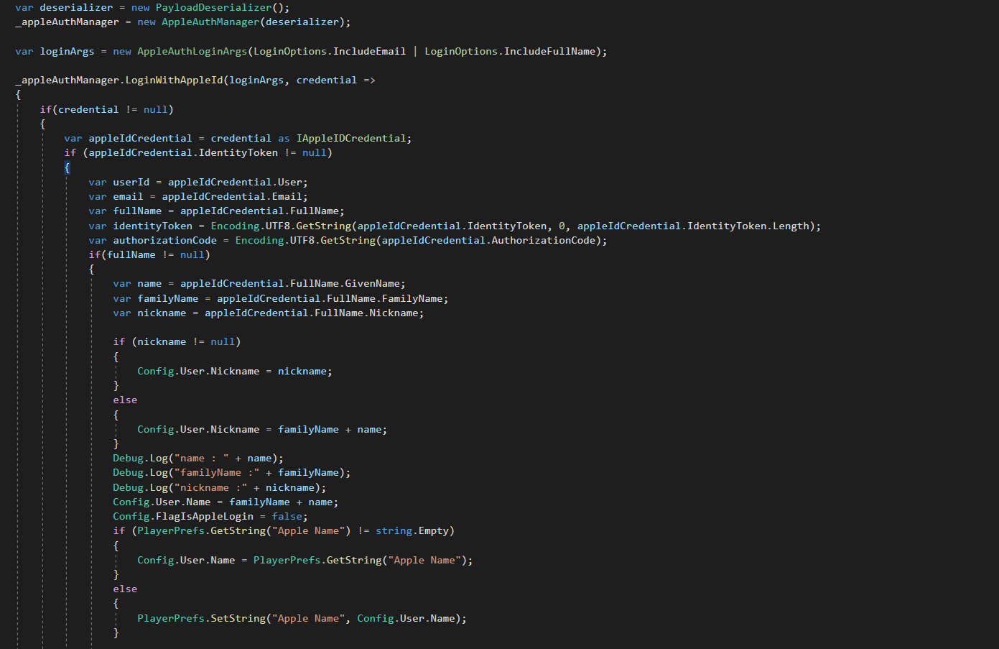 var deserializer = new PayloadDeserializer();
_appleAuthManager = new AppleAuthManager(deserializer);
var loginArgs = new AppleAuthLoginArgs(LoginOptions.IncludeEmail | LoginOptions.IncludeFullName);
_appleAuthManager.LoginWithAppleId(loginArgs, credential =>
{
if(credential != null)
{
var appleIdCredential = credential as IAppleIDCredential;
if (appleIdCredential.IdentityToken != null)
{
var userId = appleIdCredential.User;
var email = appleIdCredential.Email;
var fullName = appleIdCredential.FullName;
var identityToken = Encoding.UTF8.GetString(appleIdCredential.IdentityToken, 0, appleIdCredential.IdentityToken.Length);
var authorizationCode = Encoding.UTF8.GetString(appleIdCredential.AuthorizationCode);
if(fullName != null)
{
var name = appleIdCredential.FullName.GivenName;
var familyName = appleIdCredential.FullName.FamilyName;
var nickname = appleIdCredential.FullName.Nickname;
if (nickname != null)
{
Config.User.Nickname = nickname;
}
else
{
Config.User.Nickname = familyName + name;
}
Debug.Log("name : " + name);
Debug.Log("familyName :" + familyName);
Debug.Log("nickname :" + nickname);
Config.User.Name = familyName + name;
Config.FlagIsAppleLogin = false;
if (PlayerPrefs.GetString("Apple Name") != string.Empty)
{
Config.User.Name = PlayerPrefs.GetString("Apple Name");
}
else
{
PlayerPrefs.SetString("Apple Name", Config.User.Name);
}